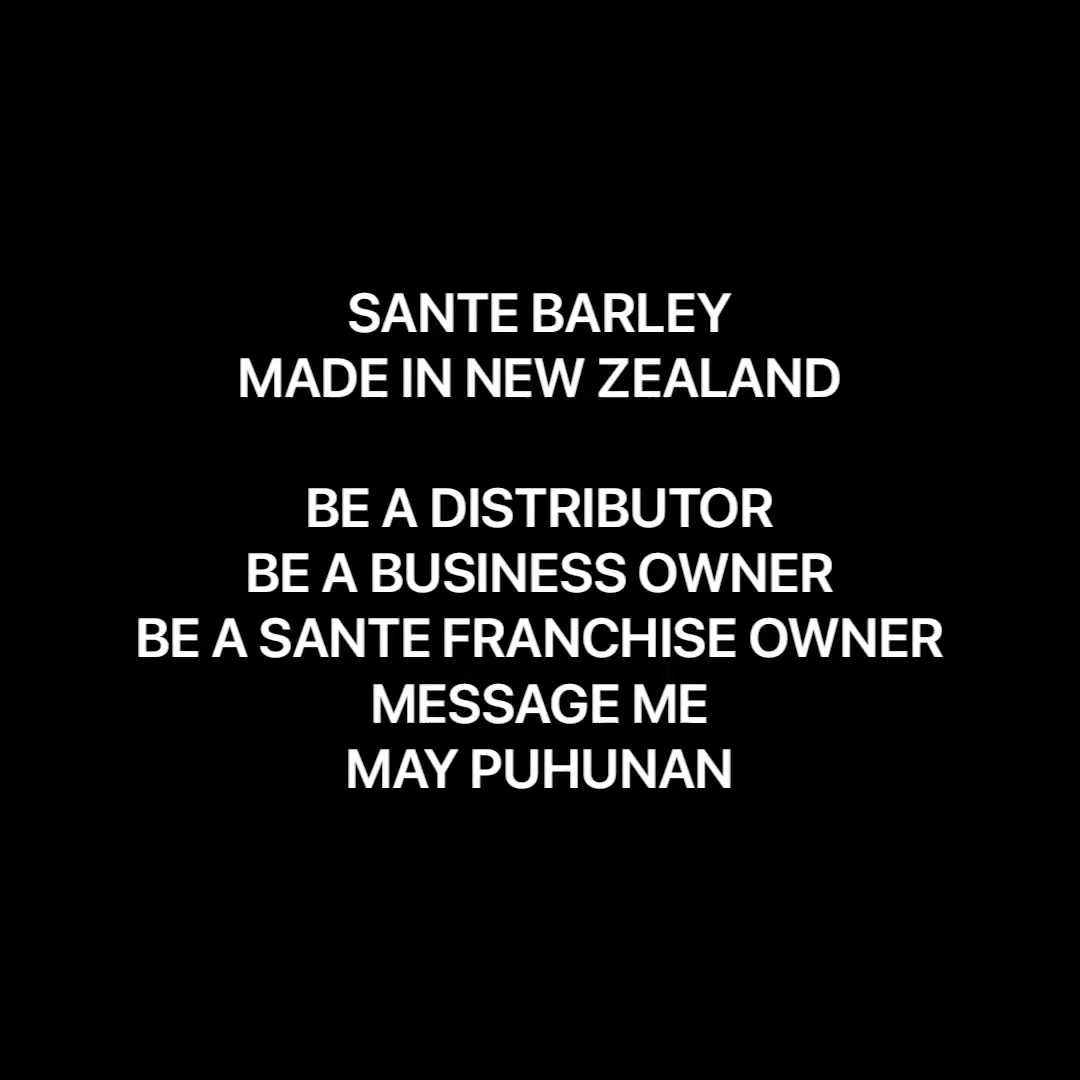 SANTE BARLEY
MADE IN NEW ZEALAND
BE A DISTRIBUTOR
BE A BUSINESS OWNER
BE A SANTE FRANCHISE OWNER
MESSAGE ME
MAY PUHUNAN